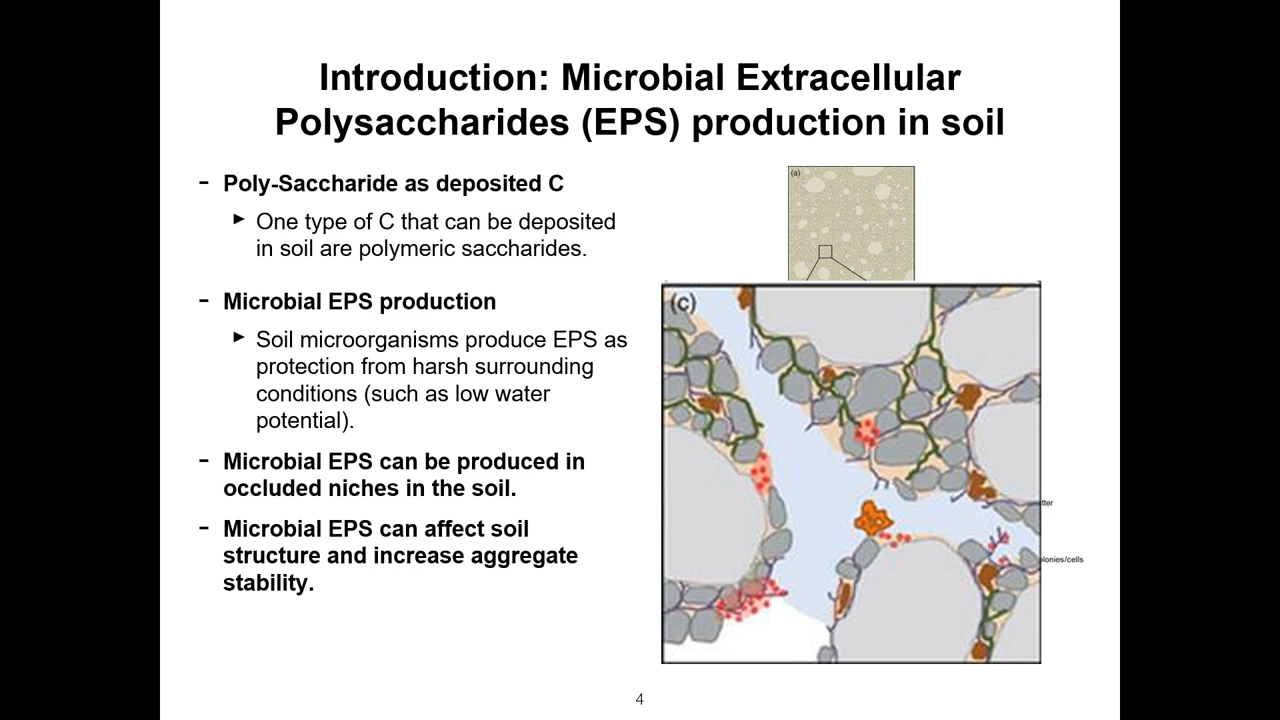 Introduction: Microbial Extracellular
Polysaccharides (EPS) production in soil
- Poly-Saccharide as deposited C
► One type of C that can be deposited
in soil are polymeric saccharides.
- Microbial EPS production
► Soil microorganisms produce EPS as
protection from harsh surrounding
conditions (such as low water
potential).
- Microbial EPS can be produced in
occluded niches in the soil.
- Microbial EPS can affect soil
structure and increase aggregate
stability.
(a)
(c)
olonies/cells
4